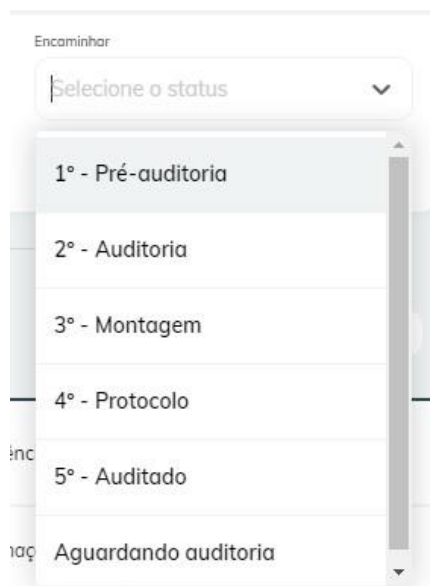 Encaminhar
Selecione o status
1° - Pré-auditoria
2° - Auditoria
3° - Montagem
4° - Protocolo
5° - Auditado
Aguardando auditoria